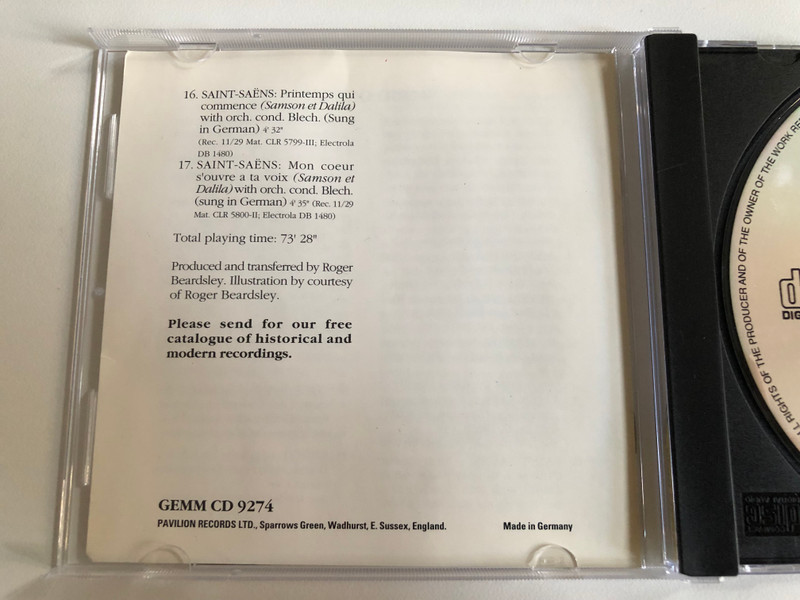 16. SAINT-SAËNS: Printemps qui
commence (Samson et Dalila)
with orch. cond. Blech. (Sung
in German) 4' 32"
(Rec. 11/29 Mat. CLR 5799-III; Electrola
DB 1480)
17. SAINT-SAËNS: Mon coeur
s'ouvre a ta voix (Samson et
Dalila) with orch. cond. Blech.
(sung in German) 4' 35" (Rec. 11/29
Mat. CLR 5800-II; Electrola DB 1480)
Total playing time: 73' 28"
Produced and transferred by Roger
Beardsley. Illustration by courtesy
of Roger Beardsley.
Please send for our free
catalogue of historical and
modern recordings.
GEMM CD 9274
PAVILION RECORDS LTD., Sparrows Green, Wadhurst, E. Sussex, England.
Made in Germany
RIGHTS OF THE PRODUCER AND OF THE OWNER OF THE WORK